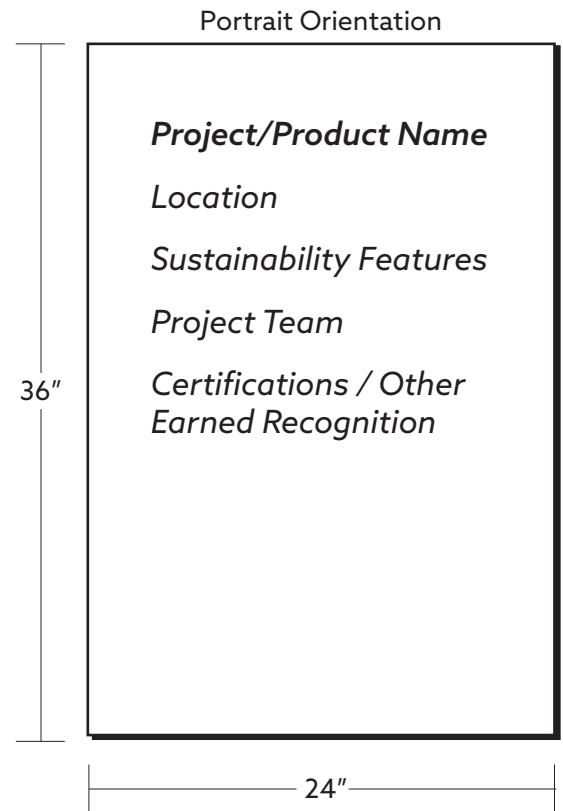 Portrait Orientation
Project/Product Name
Location
Sustainability Features
Project Team
Certifications / Other
Earned Recognition
36″
24″